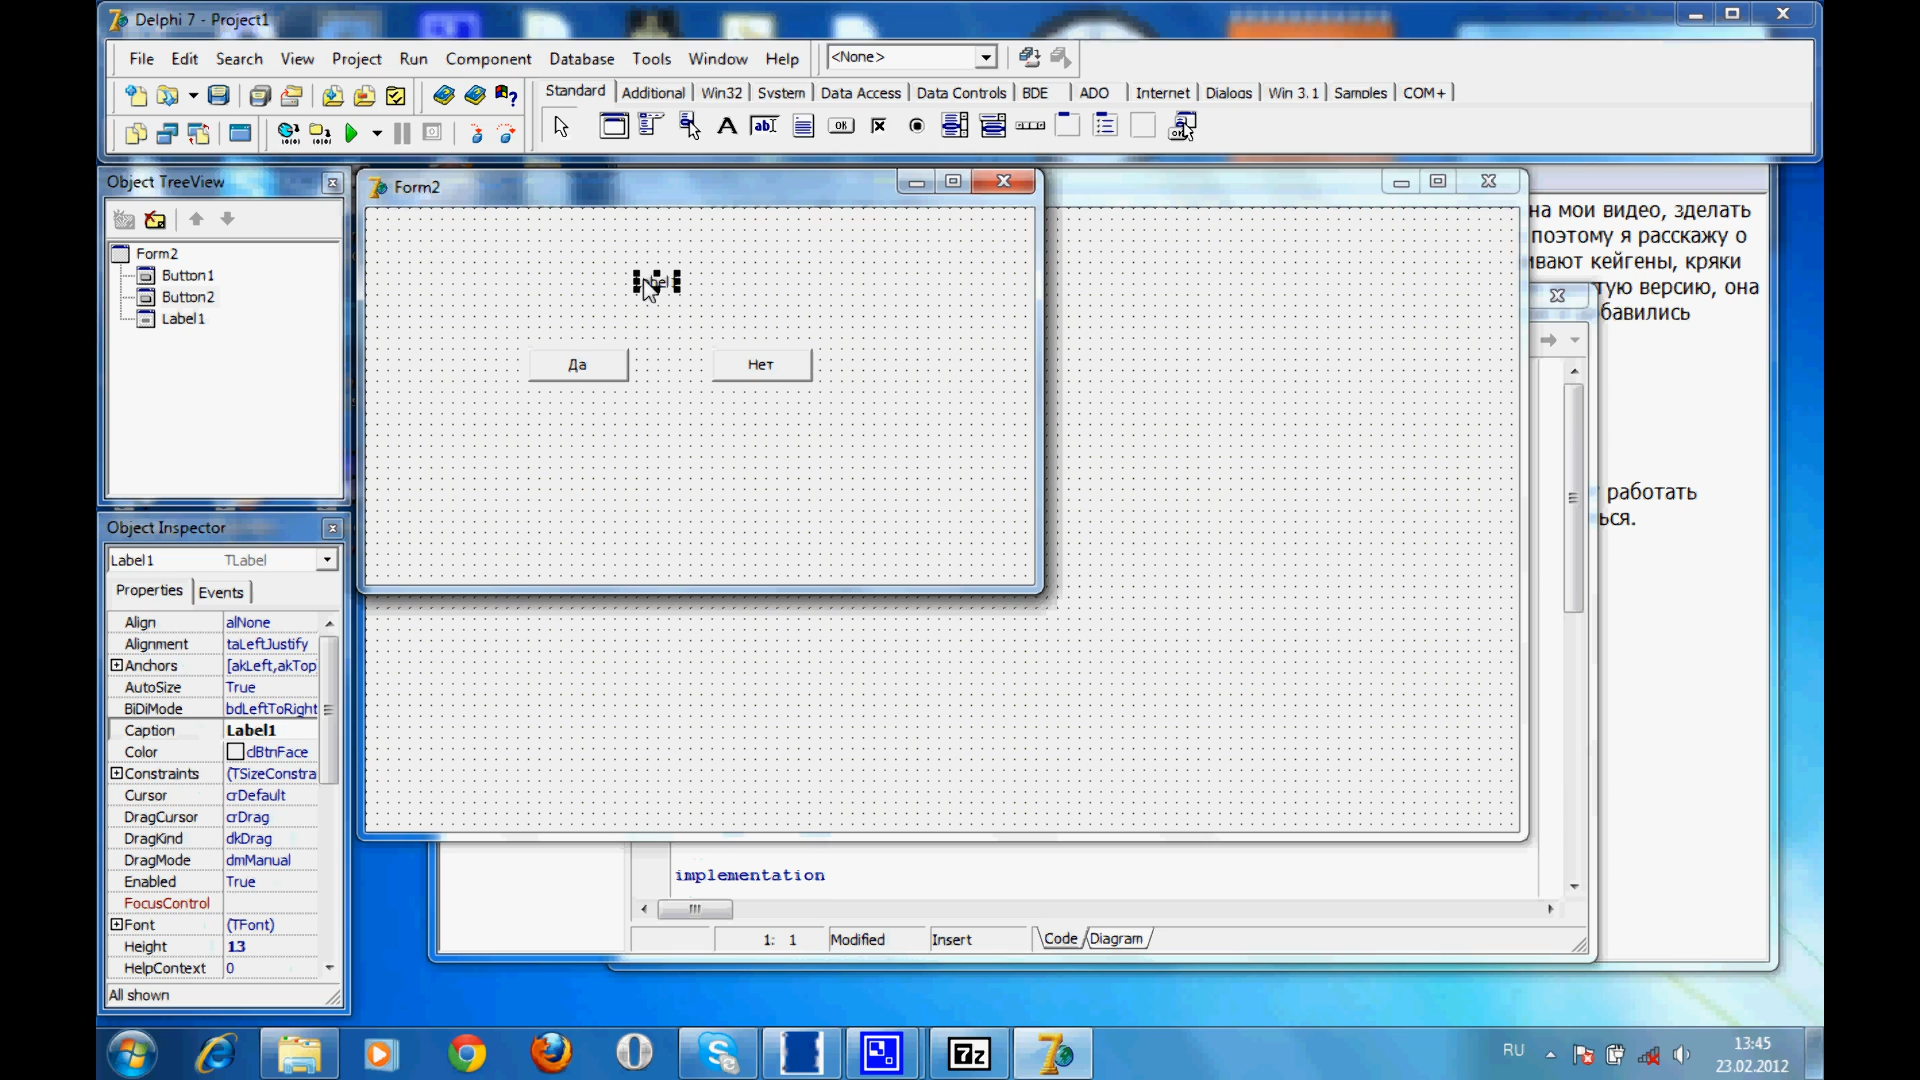 Delphi 7 - Project1
File Edit Search View Project Run Component Database Tools Window Help
<None>
Standard Additional Win32 System Data Access Data Controls BDE ADO Internet Dialogs Win 3.1 Samples COM+
Object TreeView
Form2
Button1
Button2
Label1
Form2
Да
Нет
на мои видео, зделать
поэтому я расскажу о
ивают кейгены, кряки
тую версию, она
бавились
работать
ься.
Object Inspector
Label1 TLabel
Properties Events
Align alNone
Alignment taLeftJustify
Anchors [akLeft,akTop
AutoSize True
BiDiMode bdLeftToRight
Caption Label1
Color clBtnFace
Constraints (TSizeConstra
Cursor crDefault
DragCursor crDrag
DragKind dkDrag
DragMode dmManual
Enabled True
FocusControl
Font (TFont)
Height 13
HelpContext 0
All shown
implementation
1: 1 Modified Insert Code Diagram
7z
RU
13:45
23.02.2012